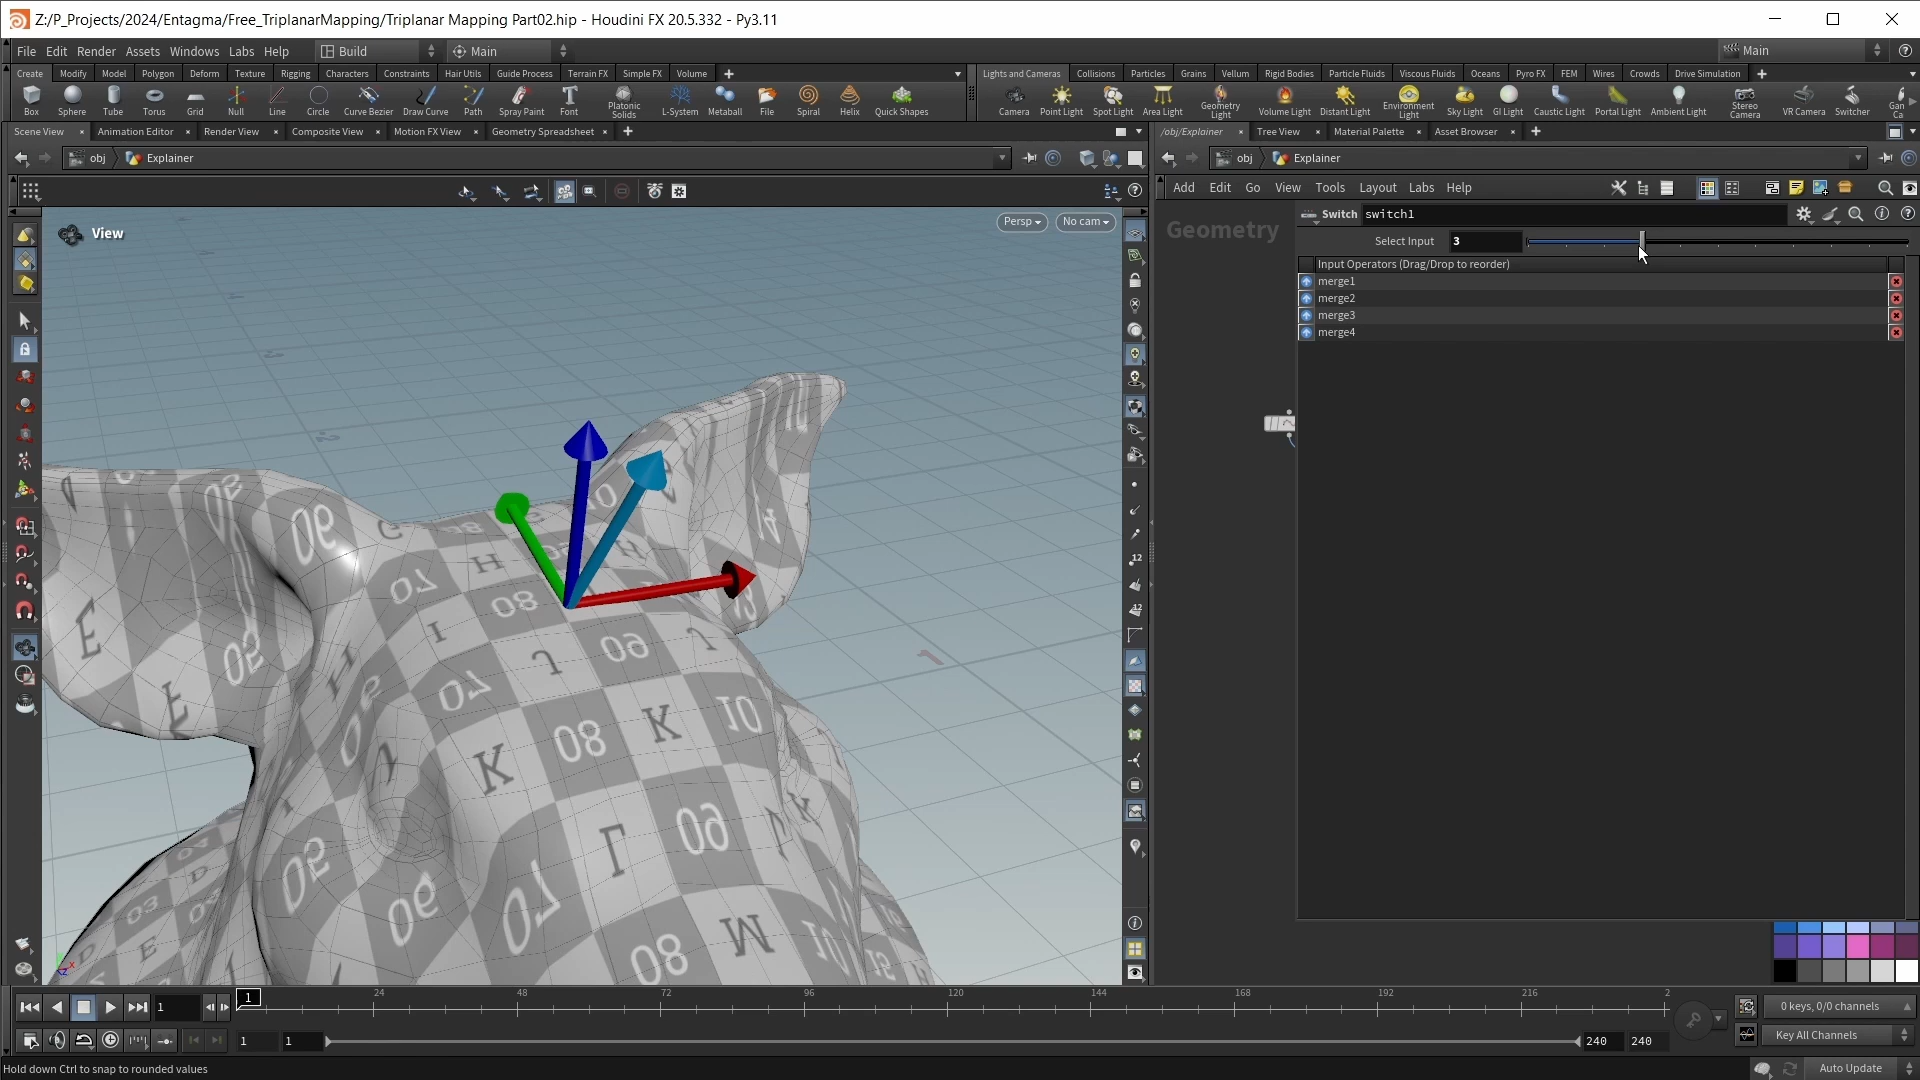 Z:/P_Projects/2024/Entagma/Free_TriplanarMapping/Triplanar Mapping Part02.hip - Houdini FX 20.5.332 - Py3.11
File Edit Render Assets Windows Labs Help Build Main Main
Create Modify Model Polygon Deform Texture Rigging Characters Constraints Hair Utils Guide Process Terrain FX Simple FX Volume
Lights and Cameras Collisions Particles Grains Vellum Rigid Bodies Particle Fluids Viscous Fluids Oceans Pyro FX FEM Wires Crowds Drive Simulation
Box Sphere Tube Torus Grid Null Line Circle Curve Bezier Draw Curve Path Spray Paint Font Platonic Solids L-System Metaball File Spiral Helix Quick Shapes
Camera Point Light Spot Light Area Light Geometry Light Volume Light Distant Light Environment Light Sky Light GI Light Caustic Light Portal Light Ambient Light Stereo Camera VR Camera Switcher
Scene View Animation Editor Render View Composite View Motion FX View Geometry Spreadsheet
/obj/Explainer Tree View Material Palette Asset Browser
obj Explainer
obj Explainer
Add Edit Go View Tools Layout Labs Help
View
Persp No cam
Geometry
Switch switch1
Select Input 3
Input Operators (Drag/Drop to reorder)
merge1
merge2
merge3
merge4
12
12
1
1
24 48 72 96 120 144 168 192 216 2
0 keys, 0/0 channels
1 1 240 240
Key All Channels
Hold down Ctrl to snap to rounded values
Auto Update